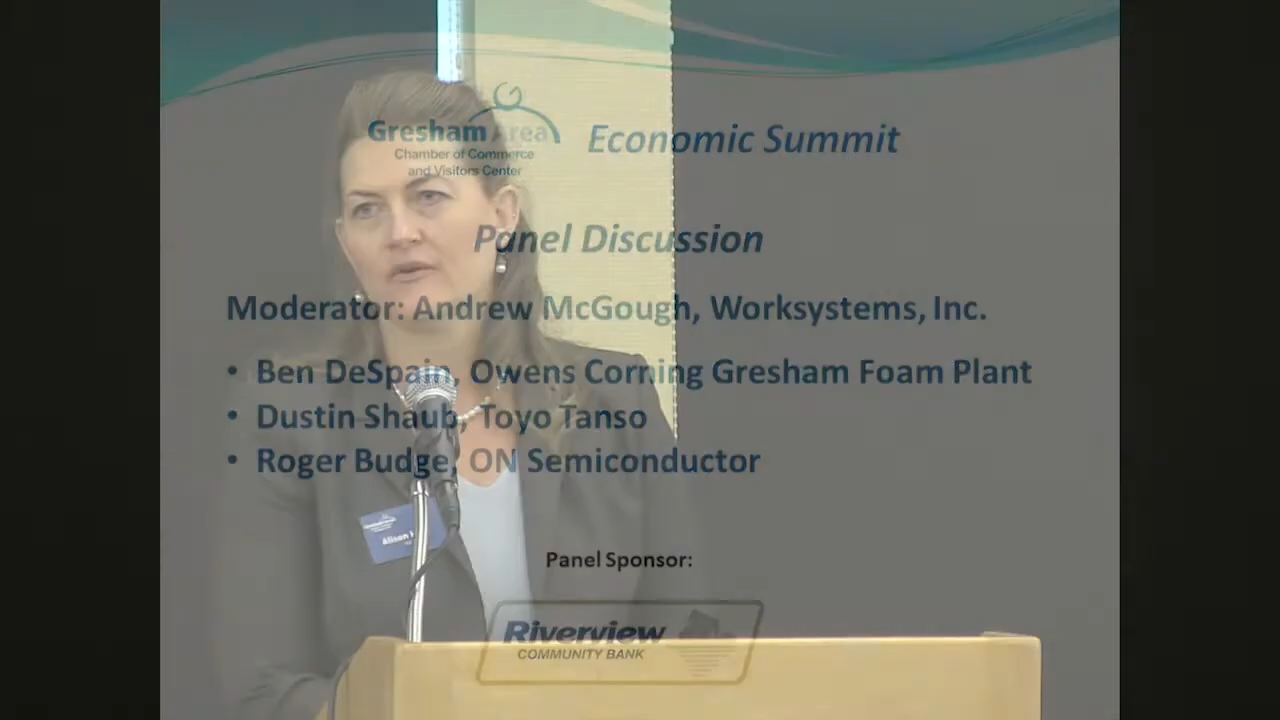 Gresham Area
Chamber of Commerce
and Visitors Center
Economic Summit
Panel Discussion
Moderator: Andrew McGough, Worksystems, Inc.
• Ben DeSpain, Owens Corning Gresham Foam Plant
• Dustin Shaub, Toyo Tanso
• Roger Budge, ON Semiconductor
Alison
Panel Sponsor:
Riverview
COMMUNITY BANK